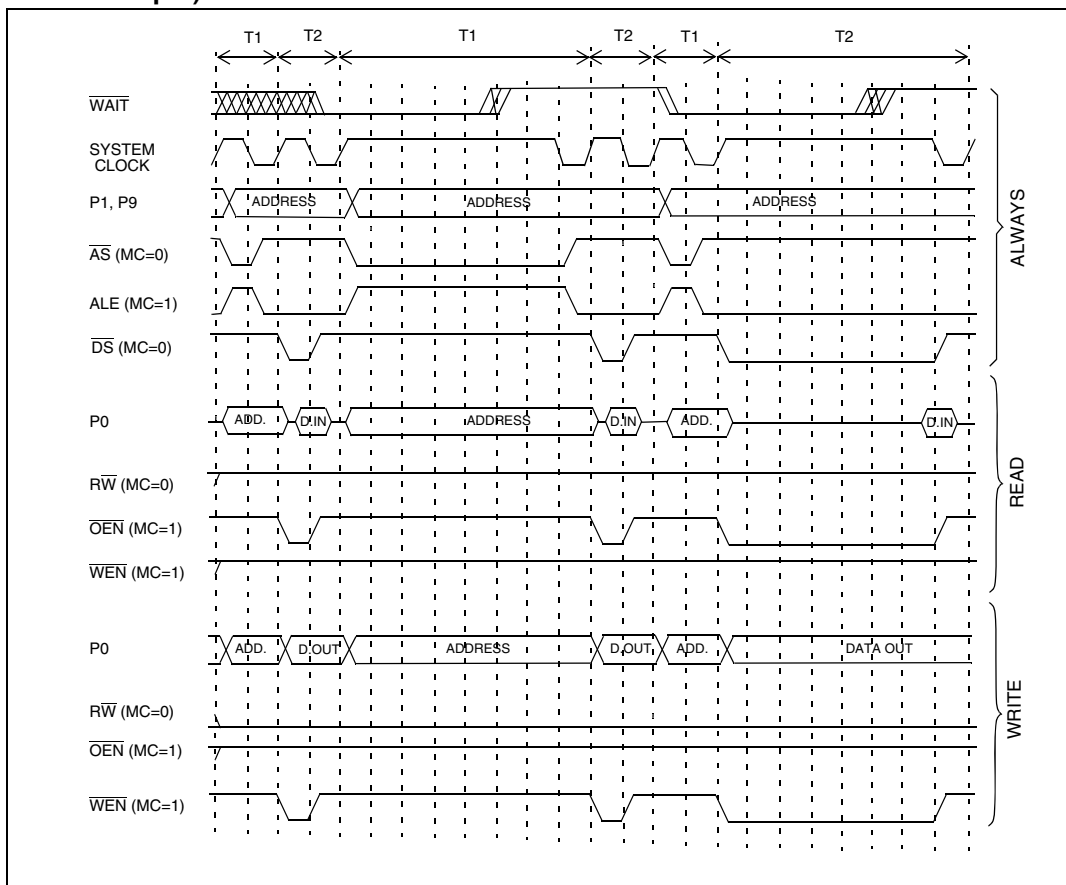 T1 T2 T1 T2 T1 T2
WAIT
SYSTEM
CLOCK
P1, P9 ADDRESS ADDRESS ADDRESS
AS (MC=0)
ALE (MC=1)
DS (MC=0)
ALWAYS
P0 ADD. D.IN ADDRESS D.IN ADD. D.IN
RW (MC=0)
OEN (MC=1)
WEN (MC=1)
READ
P0 ADD. D.OUT ADDRESS D.OUT ADD. DATA OUT
RW (MC=0)
OEN (MC=1)
WEN (MC=1)
WRITE